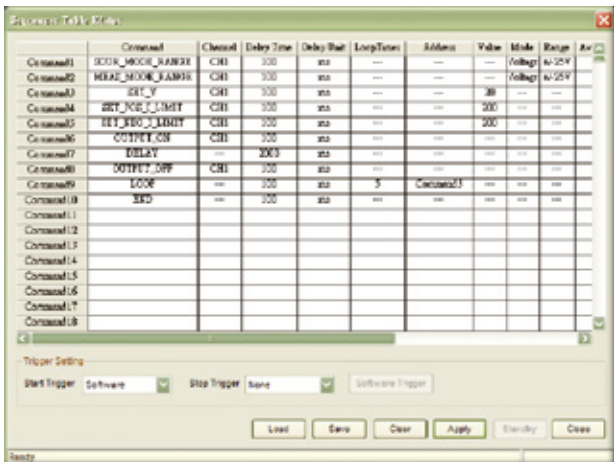 Sequencer Table Maker
Command Channel Delay Time Delay Unit LoopTimes Address Value Mode Range
Command1 SOUR_MODE_RANGE CH1 100 ms --- --- --- Voltage +/-25V
Command2 MEAS_MODE_RANGE CH1 100 ms --- --- --- Voltage +/-25V
Command3 SET_V CH1 100 ms --- --- --- ---
Command4 SET_POS_I_LIMIT CH1 100 ms --- --- 200 --- ---
Command5 SET_NEG_I_LIMIT CH1 100 ms --- --- 200 --- ---
Command6 OUTPUT_ON CH1 100 ms --- --- --- --- ---
Command7 DELAY --- 2000 ms --- --- --- --- ---
Command8 OUTPUT_OFF CH1 100 ms --- --- --- --- ---
Command9 LOOP --- 100 ms 5 Command3 --- --- ---
Command10 END --- 100 ms --- --- --- --- ---
Command11
Command12
Command13
Command14
Command15
Command16
Command17
Command18
Trigger Setting
Start Trigger Software Stop Trigger None Software Trigger
Load Save Clear Apply Standby Close
Ready